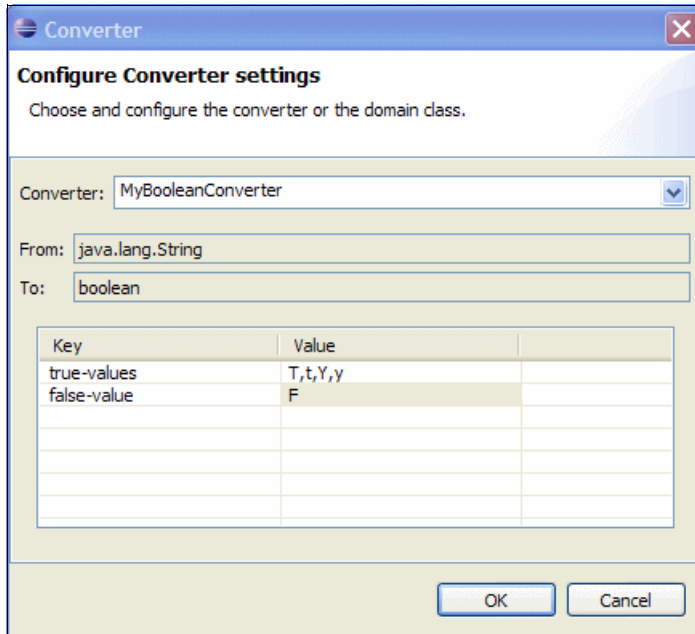 Converter
Configure Converter settings
Choose and configure the converter or the domain class.
Converter: MyBooleanConverter
From: java.lang.String
To: boolean
Key Value
true-values T,t,Y,y
false-value F
OK Cancel